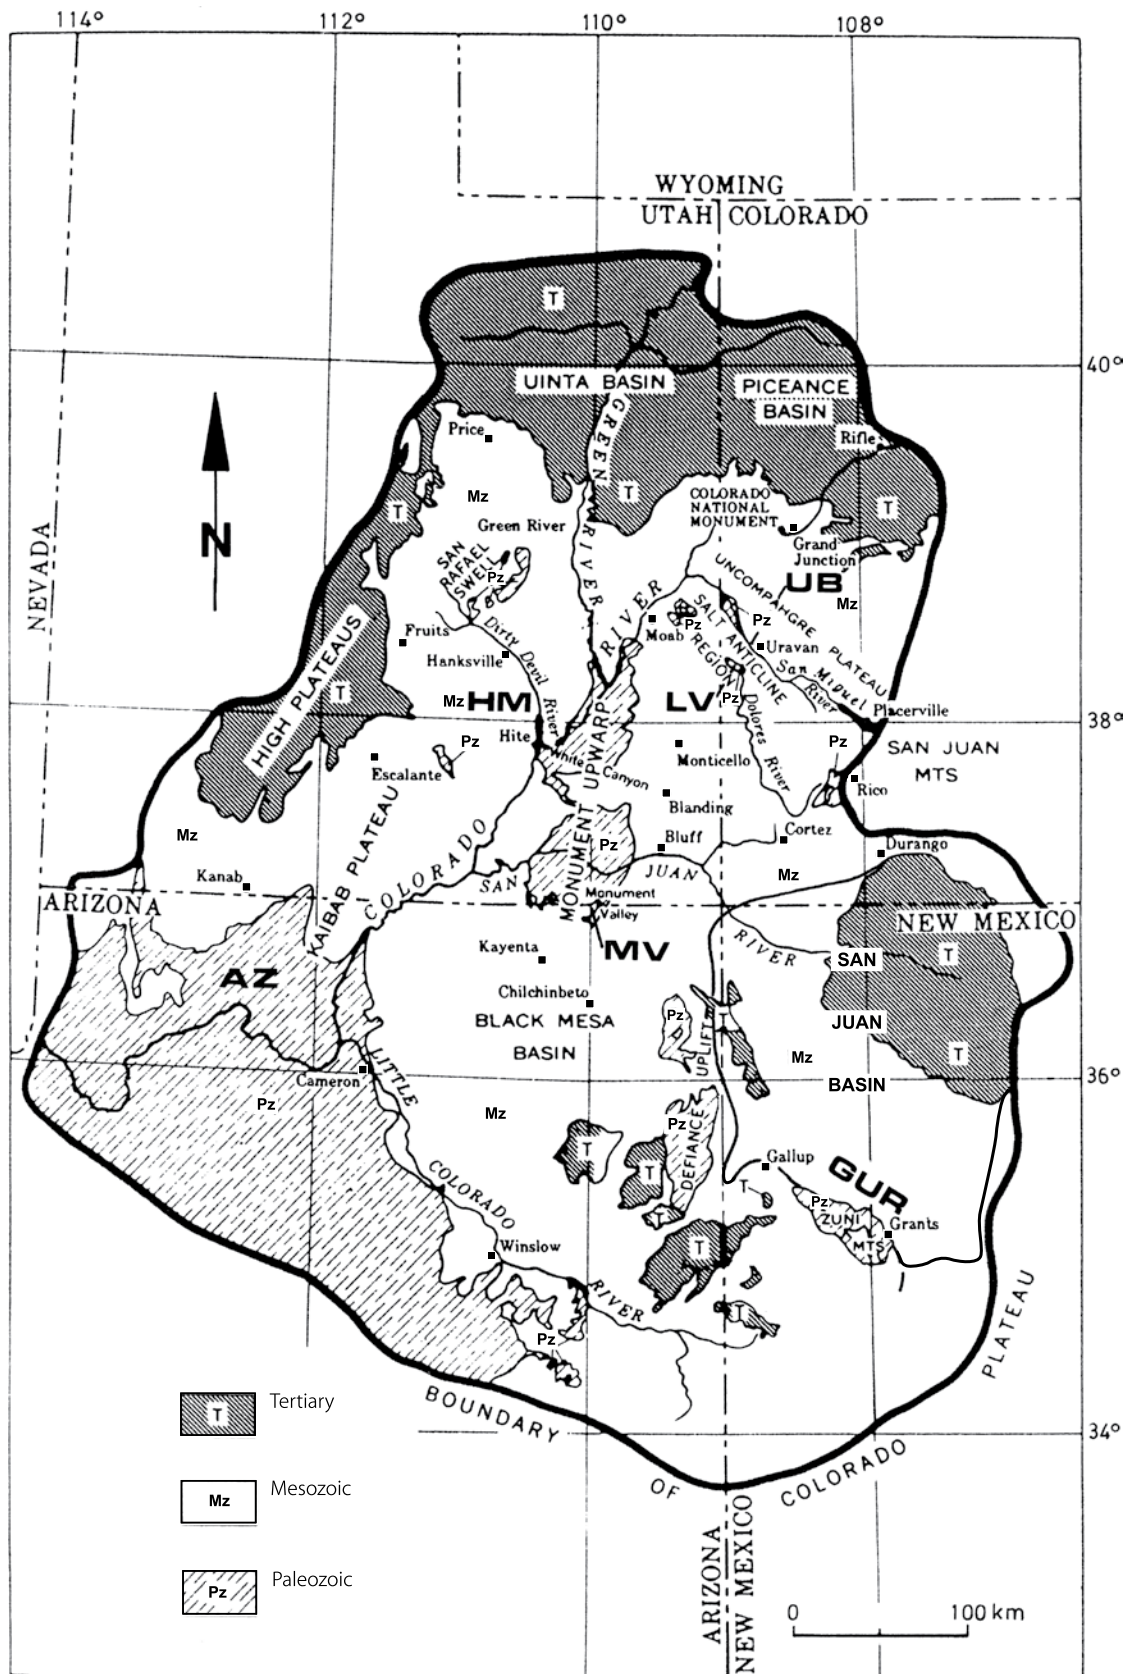 114°
112°
110°
108°
WYOMING
UTAH
COLORADO
T
40°
UINTA BASIN
PICEANCE
BASIN
GREEN
RIVER
Price
Rifle
Mz
T
T
COLORADO
NATIONAL
MONUMENT
T
Green River
N
Grand
Junction
NEVADA
SAN
RAFAEL
SWELL
Pz
UNCOMPAHGRE PLATEAU
UB
Mz
RIVER
SALT ANTICLINE
REGION
Pz
Pz
Fruits
Moab
Uravan
Hanksville
Dirty Devil
River
San Miguel
River
HIGH PLATEAUS
T
Mz
HM
LV
Pz
Dolores
River
Placerville
38°
Hite
Pz
Pz
SAN JUAN
MTS
White
Canyon
Monticello
Escalante
Rico
MONUMENT UPWARP
Blanding
Mz
KAIBAB PLATEAU
COLORADO
Pz
Bluff
Cortez
Durango
Kanab
SAN
JUAN
RIVER
Mz
ARIZONA
Monument
Valley
NEW MEXICO
Kayenta
MV
SAN
T
AZ
Chilchinbeto
BLACK MESA
BASIN
Pz
UPLIFT
T
JUAN
T
Mz
BASIN
36°
LITTLE
Cameron
Pz
Mz
Pz
DEFIANCE
T
T
Gallup
GUR
COLORADO
T
T
Pz
ZUNI
MTS
Grants
Winslow
T
RIVER
T
Pz
BOUNDARY
OF
COLORADO
PLATEAU
34°
T
Tertiary
Mz
Mesozoic
Pz
Paleozoic
ARIZONA
NEW MEXICO
0
100 km